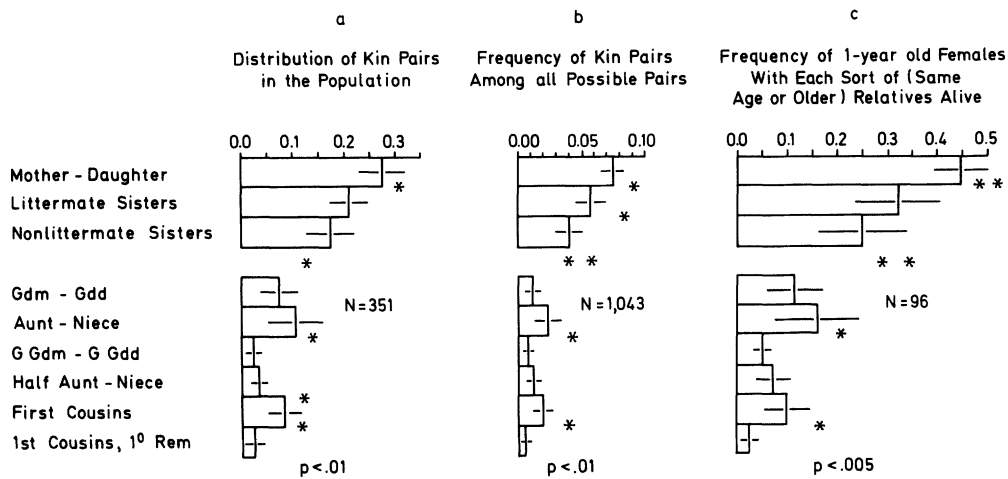 a
Distribution of Kin Pairs
in the Population
0.0 0.1 0.2 0.3
b
Frequency of Kin Pairs
Among all Possible Pairs
0.00 0.05 0.10
c
Frequency of 1-year old Females
With Each Sort of (Same
Age or Older) Relatives Alive
0.0 0.1 0.2 0.3 0.4 0.5
Mother - Daughter
* * * *
Littermate Sisters
*
Nonlittermate Sisters
* * * * *
Gdm - Gdd
N=351 N=1,043 N=96
Aunt - Niece
* * *
G Gdm - G Gdd
Half Aunt - Niece
*
First Cousins
* * *
1st Cousins, 1º Rem
p<.01 p<.01 p<.005